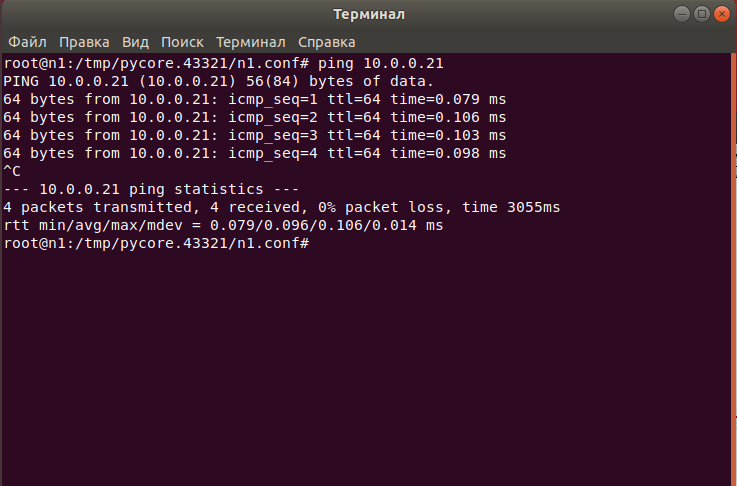 Терминал
Файл Правка Вид Поиск Терминал Справка
root@n1:/tmp/pycore.43321/n1.conf# ping 10.0.0.21
PING 10.0.0.21 (10.0.0.21) 56(84) bytes of data.
64 bytes from 10.0.0.21: icmp_seq=1 ttl=64 time=0.079 ms
64 bytes from 10.0.0.21: icmp_seq=2 ttl=64 time=0.106 ms
64 bytes from 10.0.0.21: icmp_seq=3 ttl=64 time=0.103 ms
64 bytes from 10.0.0.21: icmp_seq=4 ttl=64 time=0.098 ms
^C
--- 10.0.0.21 ping statistics ---
4 packets transmitted, 4 received, 0% packet loss, time 3055ms
rtt min/avg/max/mdev = 0.079/0.096/0.106/0.014 ms
root@n1:/tmp/pycore.43321/n1.conf#